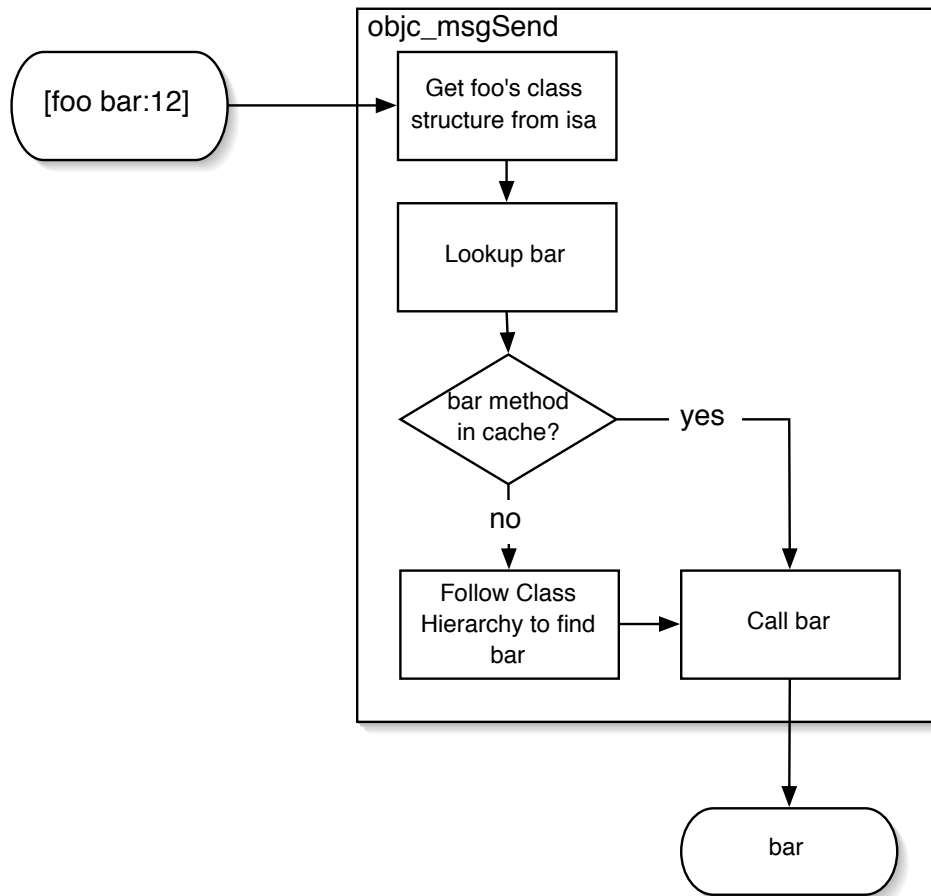 objc_msgSend
[foo bar:12]
Get foo's class
structure from isa
Lookup bar
bar method
in cache?
yes
no
Follow Class
Hierarchy to find
bar
Call bar
bar